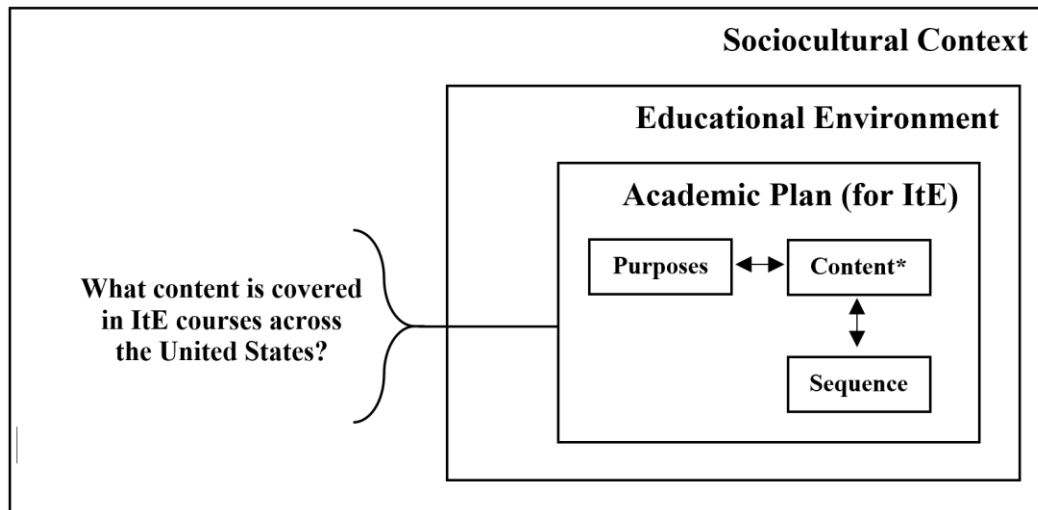 Sociocultural Context
Educational Environment
Academic Plan (for ItE)
Purposes
Content*
What content is covered
in ItE courses across
the United States?
Sequence